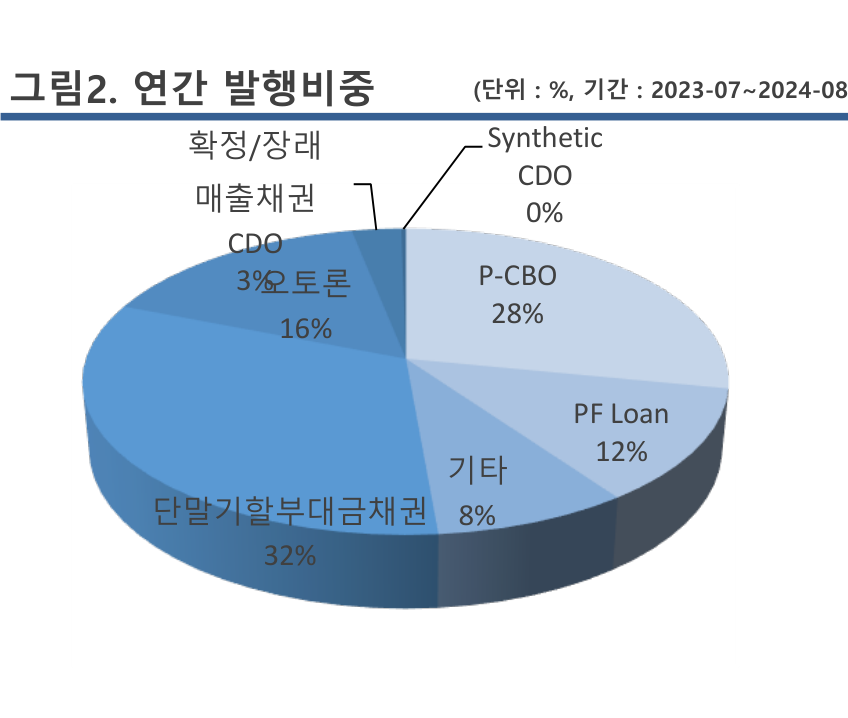 그림2. 연간 발행비중
(단위 : %, 기간 : 2023-07~2024-08
확정/장래
매출채권
CDO
3%
Synthetic
CDO
0%
오토론
16%
P-CBO
28%
PF Loan
12%
기타
8%
단말기할부대금채권
32%